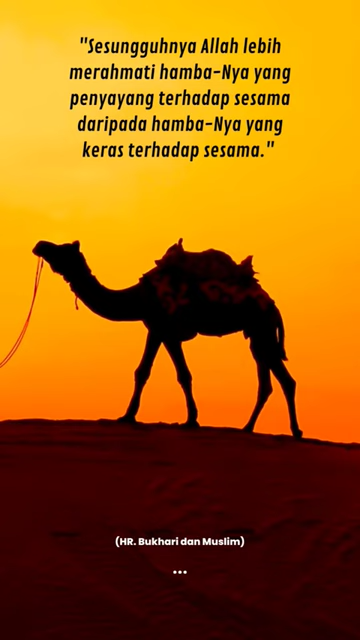 "Sesungguhnya Allah lebih
merahmati hamba-Nya yang
penyayang terhadap sesama
daripada hamba-Nya yang
keras terhadap sesama."
(HR. Bukhari dan Muslim)
...